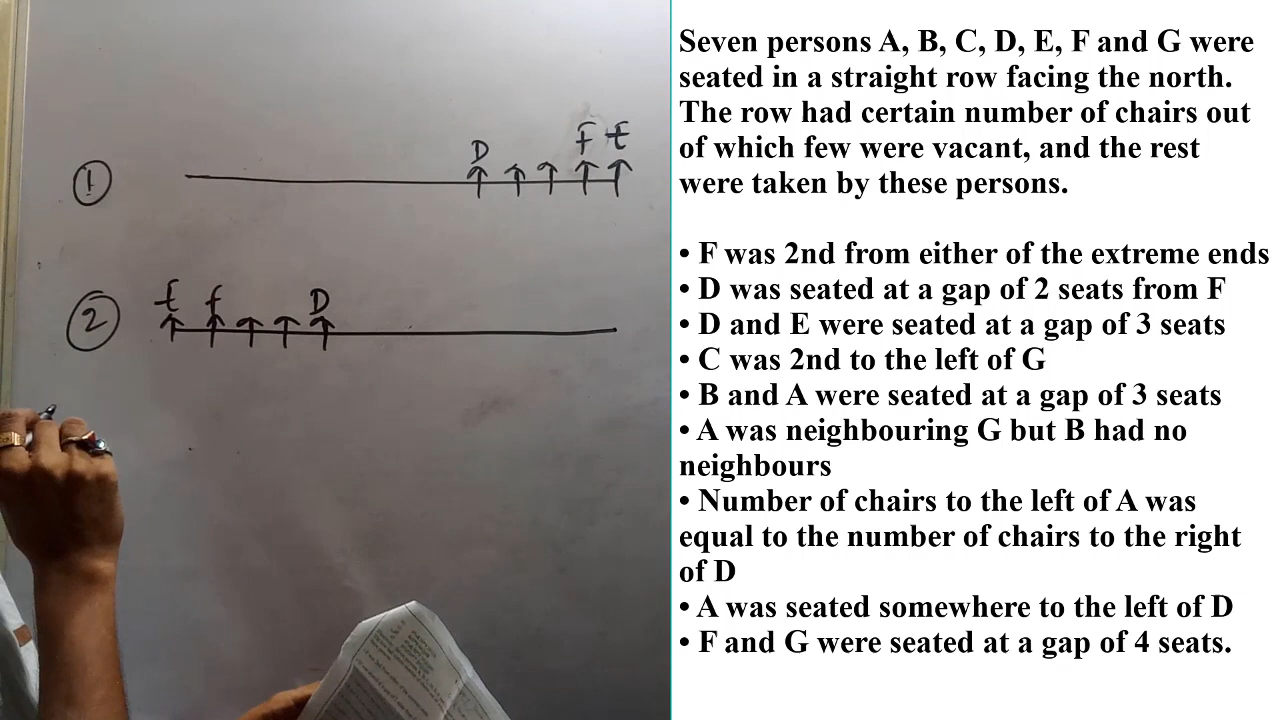 ①
D F E
②
E f D
Seven persons A, B, C, D, E, F and G were
seated in a straight row facing the north.
The row had certain number of chairs out
of which few were vacant, and the rest
were taken by these persons.
• F was 2nd from either of the extreme ends
• D was seated at a gap of 2 seats from F
• D and E were seated at a gap of 3 seats
• C was 2nd to the left of G
• B and A were seated at a gap of 3 seats
• A was neighbouring G but B had no
neighbours
• Number of chairs to the left of A was
equal to the number of chairs to the right
of D
• A was seated somewhere to the left of D
• F and G were seated at a gap of 4 seats.